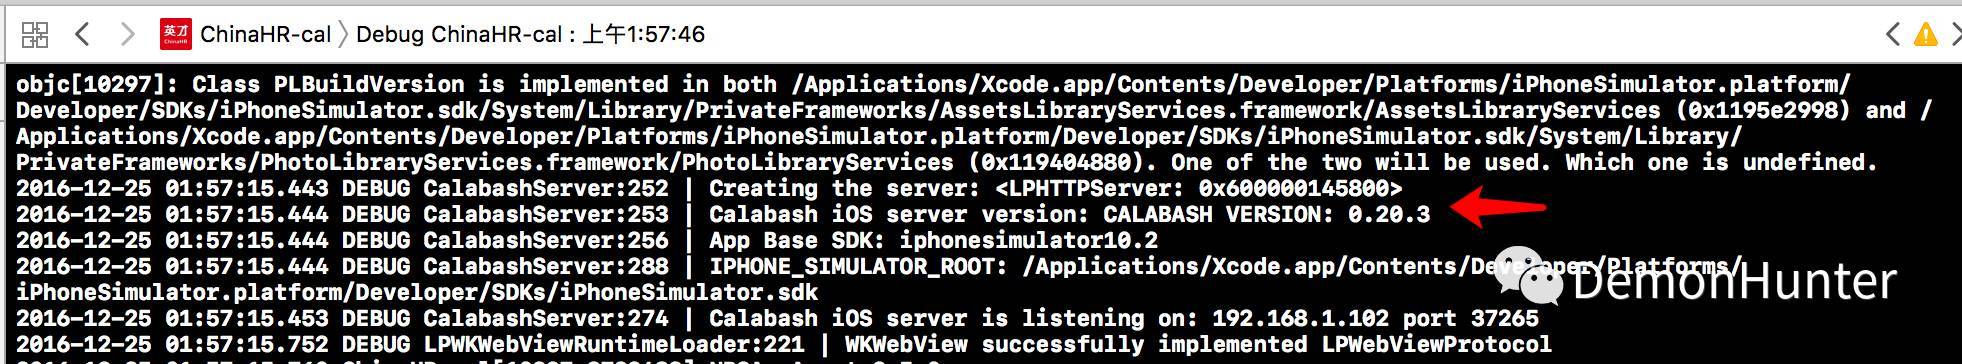 英才 ChinaHR ChinaHR-cal 〉 Debug ChinaHR-cal : 上午1:57:46
objc[10297]: Class PLBuildVersion is implemented in both /Applications/Xcode.app/Contents/Developer/Platforms/iPhoneSimulator.platform/
Developer/SDKs/iPhoneSimulator.sdk/System/Library/PrivateFrameworks/AssetsLibraryServices.framework/AssetsLibraryServices (0x1195e2998) and /
Applications/Xcode.app/Contents/Developer/Platforms/iPhoneSimulator.platform/Developer/SDKs/iPhoneSimulator.sdk/System/Library/
PrivateFrameworks/PhotoLibraryServices.framework/PhotoLibraryServices (0x119404880). One of the two will be used. Which one is undefined.
2016-12-25 01:57:15.443 DEBUG CalabashServer:252 | Creating the server: <LPHTTPServer: 0x600000145800>
2016-12-25 01:57:15.444 DEBUG CalabashServer:253 | Calabash iOS server version: CALABASH VERSION: 0.20.3
2016-12-25 01:57:15.444 DEBUG CalabashServer:256 | App Base SDK: iphonesimulator10.2
2016-12-25 01:57:15.444 DEBUG CalabashServer:288 | IPHONE_SIMULATOR_ROOT: /Applications/Xcode.app/Contents/Developer/Platforms/
iPhoneSimulator.platform/Developer/SDKs/iPhoneSimulator.sdk
DemonHunter
2016-12-25 01:57:15.453 DEBUG CalabashServer:274 | Calabash iOS server is listening on: 192.168.1.102 port 37265
2016-12-25 01:57:15.752 DEBUG LPWKWebViewRuntimeLoader:221 | WKWebView successfully implemented LPWebViewProtocol